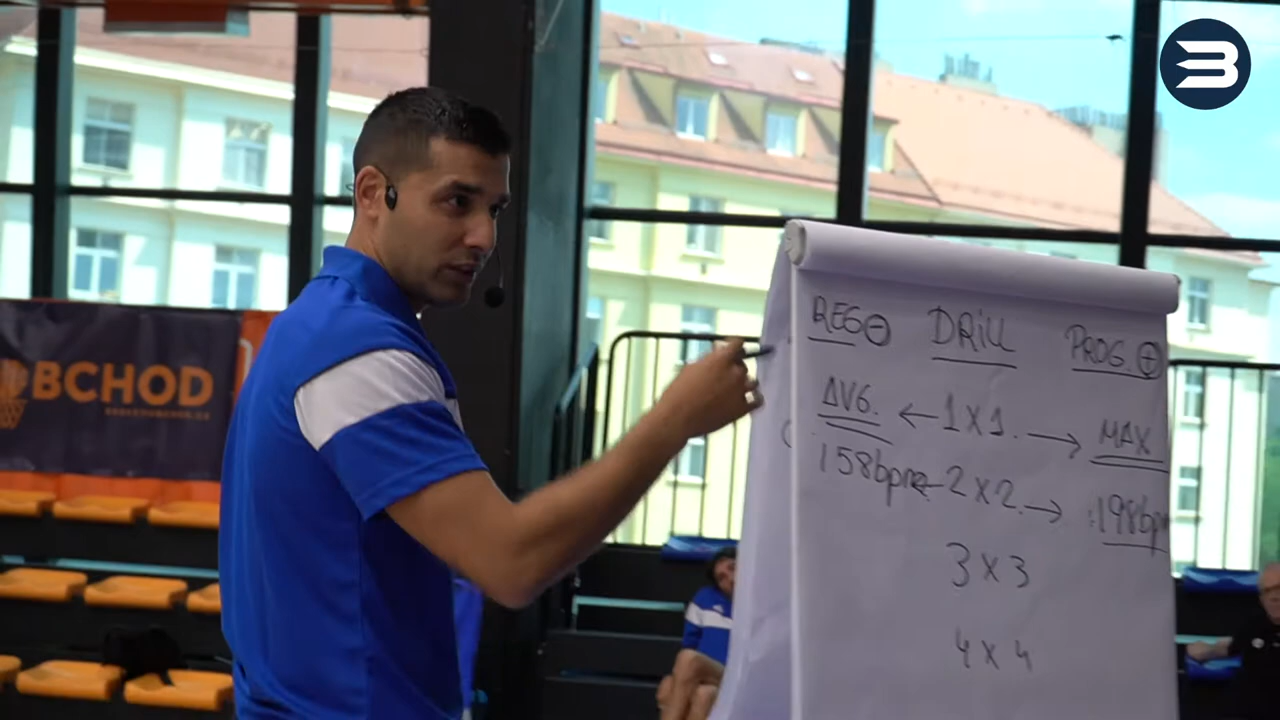 BCHOD
REG ⊖ DRILL PROG. ⊕
AVG. ← 1X1. → MAX
158bpm ← 2X2. → 198bpm
3X3
4X4